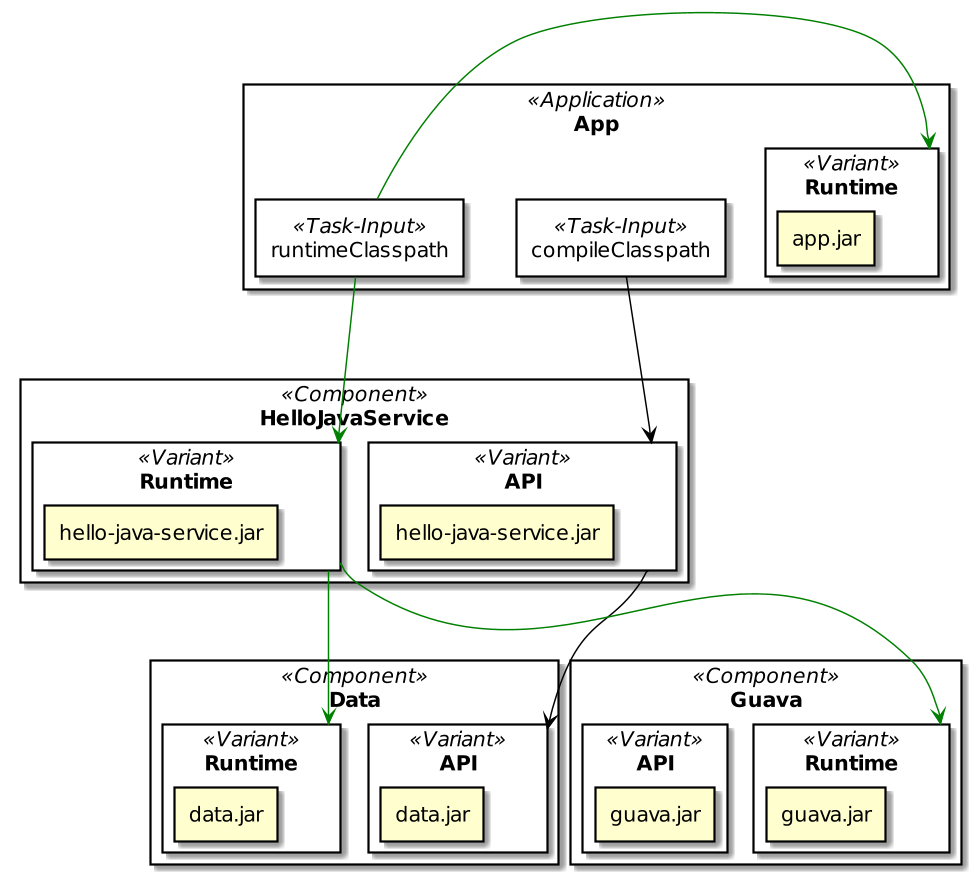 «Application»
App
«Variant»
Runtime
app.jar
«Task-Input»
runtimeClasspath
«Task-Input»
compileClasspath
«Component»
HelloJavaService
«Variant»
Runtime
hello-java-service.jar
«Variant»
API
hello-java-service.jar
«Component»
Data
«Variant»
Runtime
data.jar
«Variant»
API
data.jar
«Component»
Guava
«Variant»
API
guava.jar
«Variant»
Runtime
guava.jar